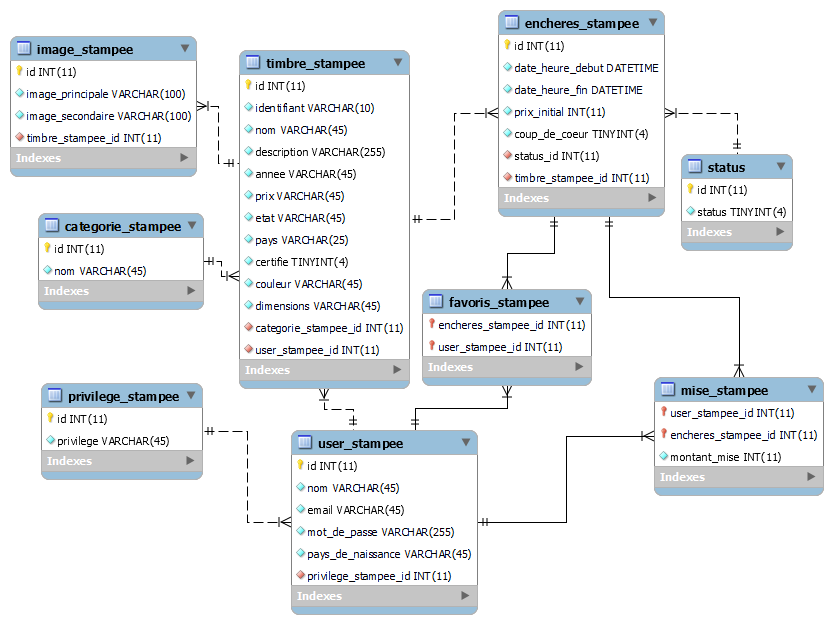 image_stampee
id INT(11)
image_principale VARCHAR(100)
image_secondaire VARCHAR(100)
timbre_stampee_id INT(11)
Indexes
categorie_stampee
id INT(11)
nom VARCHAR(45)
Indexes
privilege_stampee
id INT(11)
privilege VARCHAR(45)
Indexes
timbre_stampee
id INT(11)
identifiant VARCHAR(10)
nom VARCHAR(45)
description VARCHAR(255)
annee VARCHAR(45)
prix VARCHAR(45)
etat VARCHAR(45)
pays VARCHAR(25)
certifie TINYINT(4)
couleur VARCHAR(45)
dimensions VARCHAR(45)
categorie_stampee_id INT(11)
user_stampee_id INT(11)
Indexes
user_stampee
id INT(11)
nom VARCHAR(45)
email VARCHAR(45)
mot_de_passe VARCHAR(255)
pays_de_naissance VARCHAR(45)
privilege_stampee_id INT(11)
Indexes
encheres_stampee
id INT(11)
date_heure_debut DATETIME
date_heure_fin DATETIME
prix_initial INT(11)
coup_de_coeur TINYINT(4)
status_id INT(11)
timbre_stampee_id INT(11)
Indexes
favoris_stampee
encheres_stampee_id INT(11)
user_stampee_id INT(11)
Indexes
status
id INT(11)
status TINYINT(4)
Indexes
mise_stampee
user_stampee_id INT(11)
encheres_stampee_id INT(11)
montant_mise INT(11)
Indexes